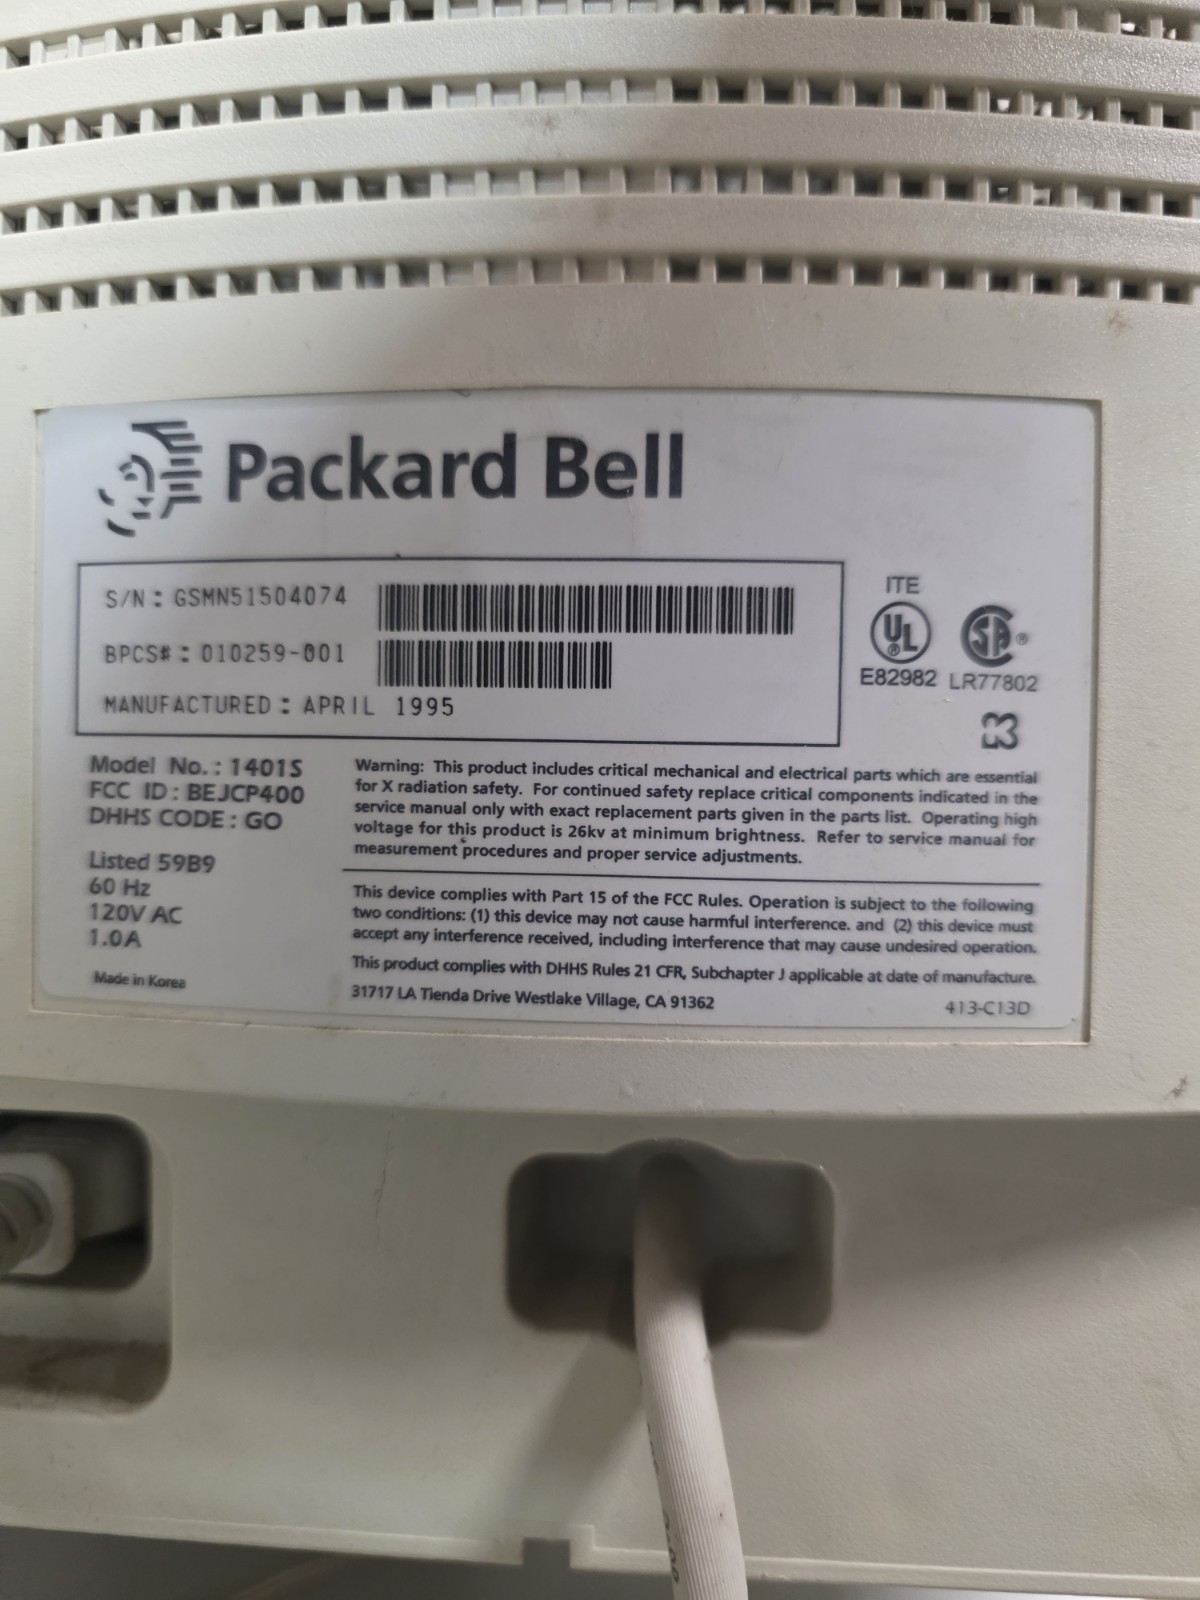 Packard Bell
S/N: GSMN51504074
BPCS#: 010259-001
MANUFACTURED: APRIL 1995
ITE
UL
®
E82982
SA
®
LR77802
Model No.: 1401S
FCC ID: BEJCP400
DHHS CODE: GO
Listed 59B9
60 Hz
120V AC
1.0A
Made in Korea
Warning: This product includes critical mechanical and electrical parts which are essential
for X radiation safety. For continued safety replace critical components indicated in the
service manual only with exact replacement parts given in the parts list. Operating high
voltage for this product is 26kv at minimum brightness. Refer to service manual for
measurement procedures and proper service adjustments.
This device complies with Part 15 of the FCC Rules. Operation is subject to the following
two conditions: (1) this device may not cause harmful interference. and (2) this device must
accept any interference received, including interference that may cause undesired operation.
This product complies with DHHS Rules 21 CFR, Subchapter J applicable at date of manufacture.
31717 LA Tienda Drive Westlake Village, CA 91362
413-C13D